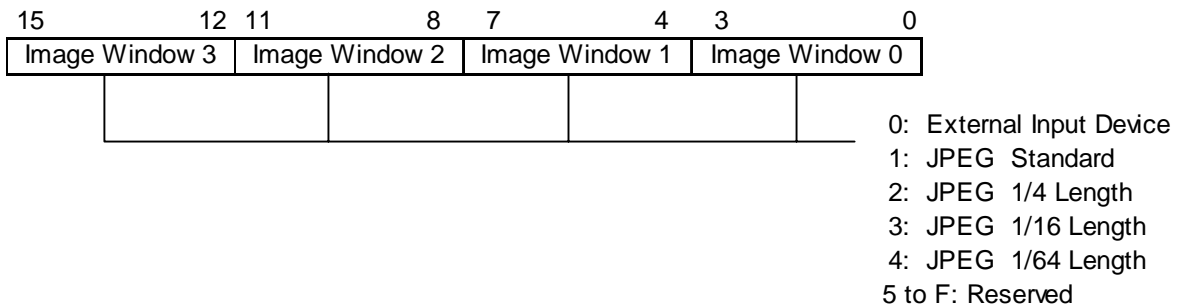 15 12 11 8 7 4 3 0
Image Window 3 Image Window 2 Image Window 1 Image Window 0
0: External Input Device
1: JPEG Standard
2: JPEG 1/4 Length
3: JPEG 1/16 Length
4: JPEG 1/64 Length
5 to F: Reserved